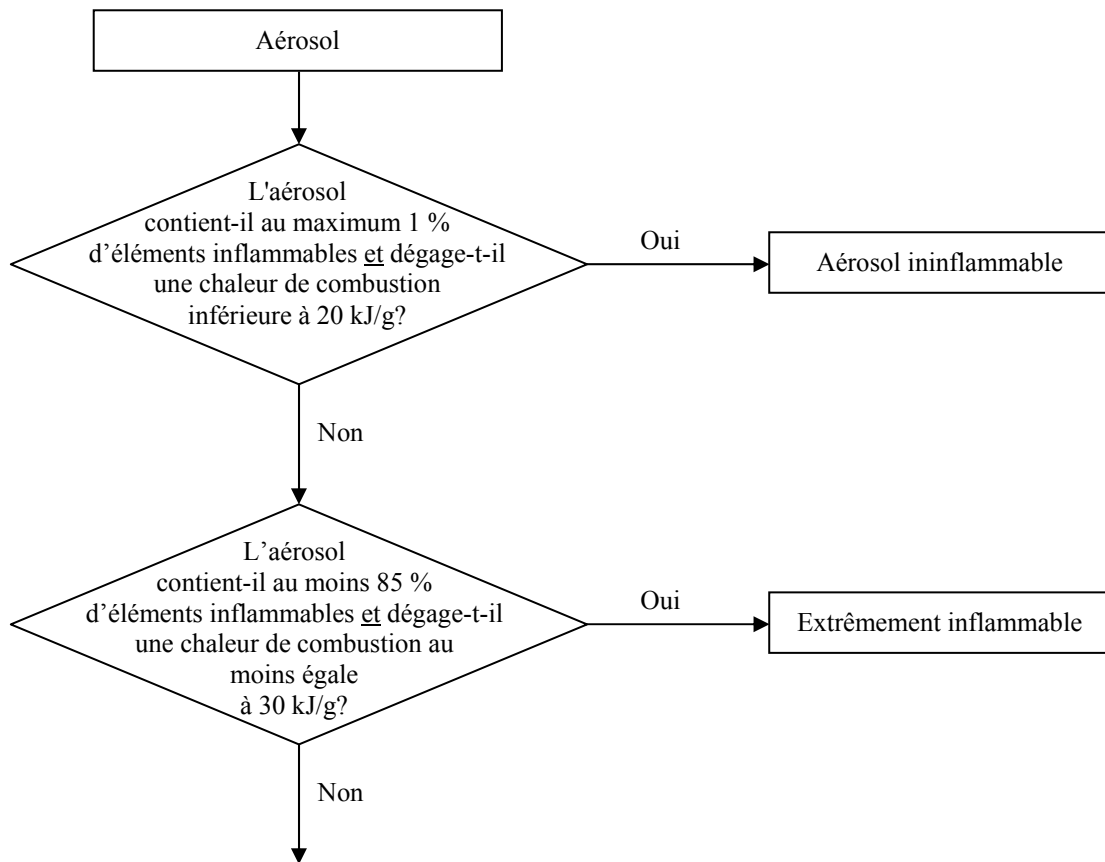 Aérosol
L'aérosol
contient-il au maximum 1 %
d’éléments inflammables et dégage-t-il
une chaleur de combustion
inférieure à 20 kJ/g?
Oui
Aérosol ininflammable
Non
L’aérosol
contient-il au moins 85 %
d’éléments inflammables et dégage-t-il
une chaleur de combustion au
moins égale
à 30 kJ/g?
Oui
Extrêmement inflammable
Non